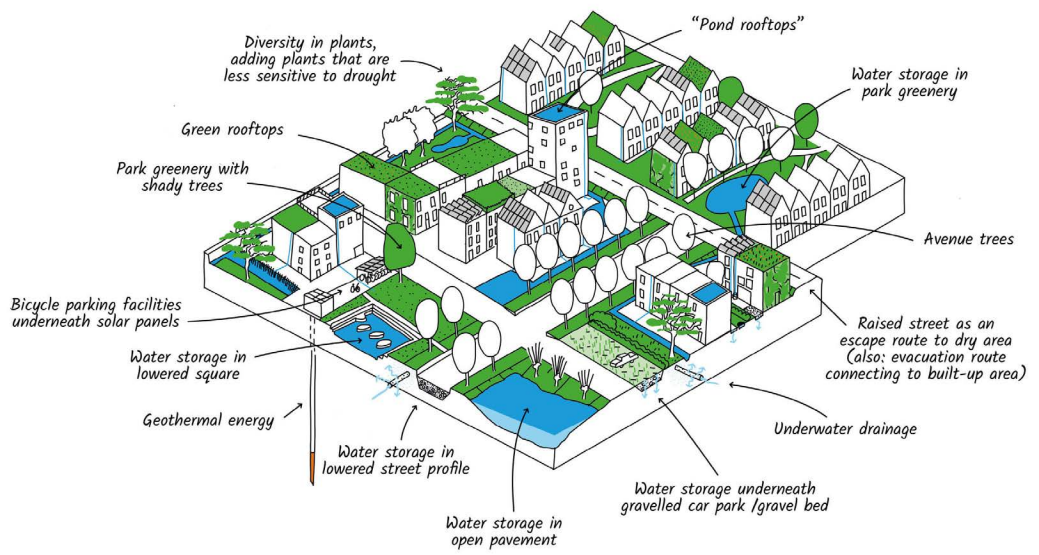 "Pond rooftops"
Diversity in plants,
adding plants that are
less sensitive to drought
Water storage in
park greenery
Green rooftops
Park greenery with
shady trees
Avenue trees
Bicycle parking facilities
underneath solar panels
Raised street as an
escape route to dry area
(also: evacuation route
connecting to built-up area)
Water storage in
lowered square
Geothermal energy
Underwater drainage
Water storage in
lowered street profile
Water storage underneath
gravelled car park /gravel bed
Water storage in
open pavement